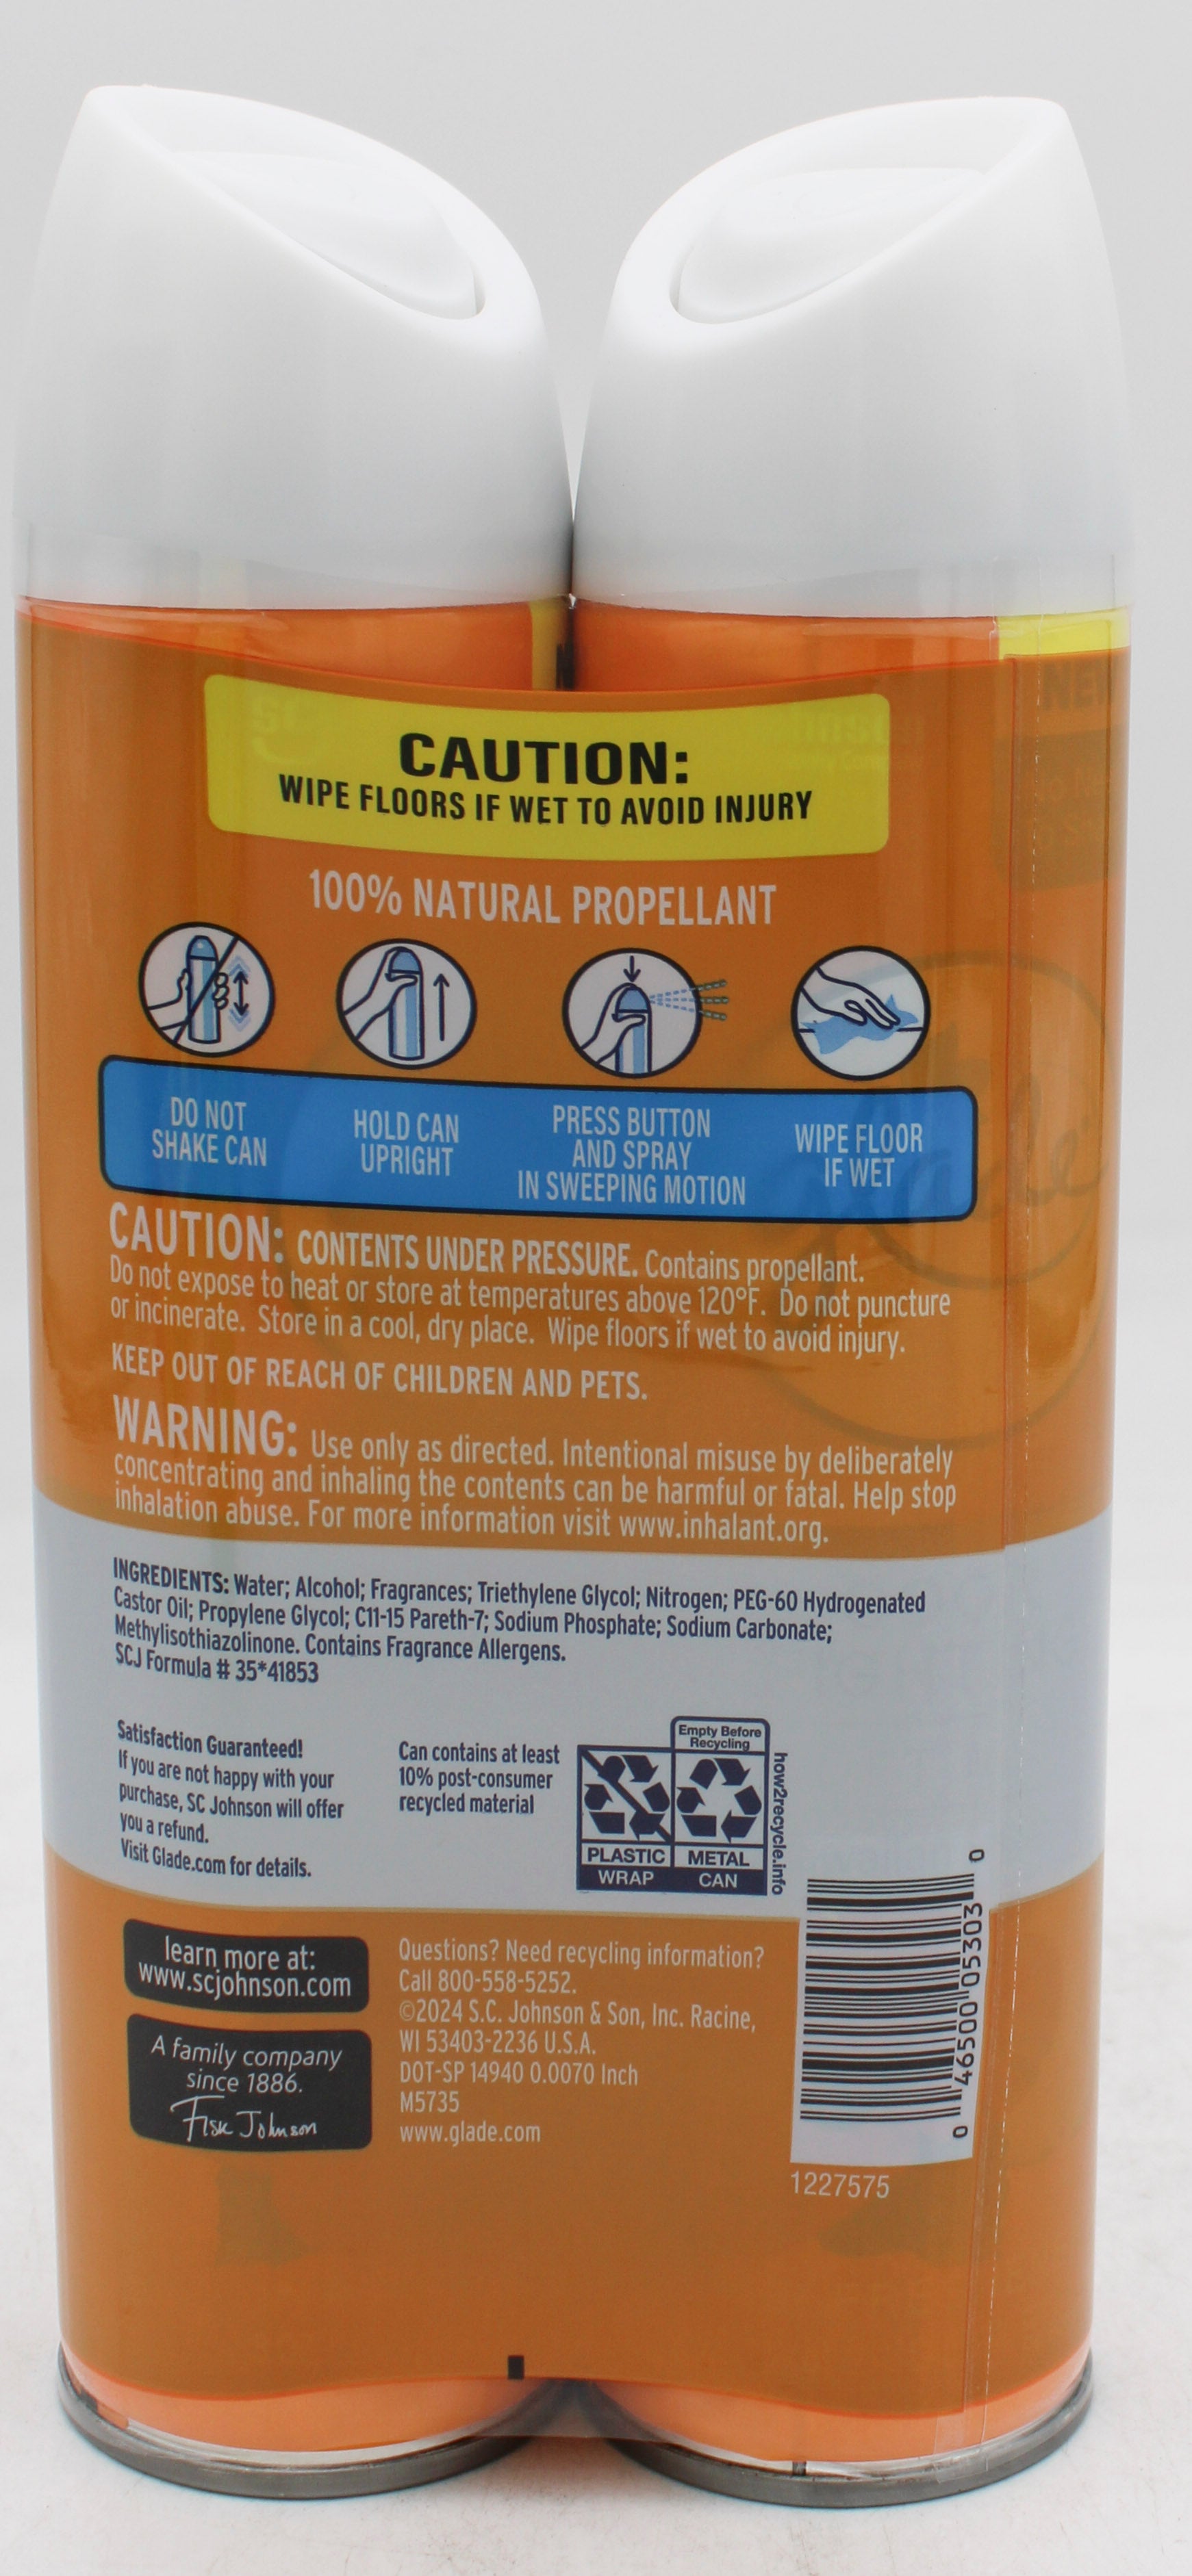 CAUTION:
WIPE FLOORS IF WET TO AVOID INJURY
100% NATURAL PROPELLANT
DO NOT
SHAKE CAN
HOLD CAN
UPRIGHT
PRESS BUTTON
AND SPRAY
IN SWEEPING MOTION
WIPE FLOOR
IF WET
CAUTION: CONTENTS UNDER PRESSURE. Contains propellant.
Do not expose to heat or store at temperatures above 120°F. Do not puncture
or incinerate. Store in a cool, dry place. Wipe floors if wet to avoid injury.
KEEP OUT OF REACH OF CHILDREN AND PETS.
WARNING: Use only as directed. Intentional misuse by deliberately
concentrating and inhaling the contents can be harmful or fatal. Help stop
inhalation abuse. For more information visit www.inhalant.org.
INGREDIENTS: Water; Alcohol; Fragrances; Triethylene Glycol; Nitrogen; PEG-60 Hydrogenated
Castor Oil; Propylene Glycol; C11-15 Pareth-7; Sodium Phosphate; Sodium Carbonate;
Methylisothiazolinone. Contains Fragrance Allergens.
SCJ Formula # 35*41853
Satisfaction Guaranteed!
If you are not happy with your
purchase, SC Johnson will offer
you a refund.
Visit Glade.com for details.
Can contains at least
10% post-consumer
recycled material
Empty Before
Recycling
PLASTIC
WRAP
METAL
CAN
how2recycle.info
learn more at:
www.scjohnson.com
A family company
since 1886.
Fisk Johnson
Questions? Need recycling information?
Call 800-558-5252.
©2024 S.C. Johnson & Son, Inc. Racine,
WI 53403-2236 U.S.A.
DOT-SP 14940 0.0070 Inch
M5735
www.glade.com
0 46500 05303 0
1227575